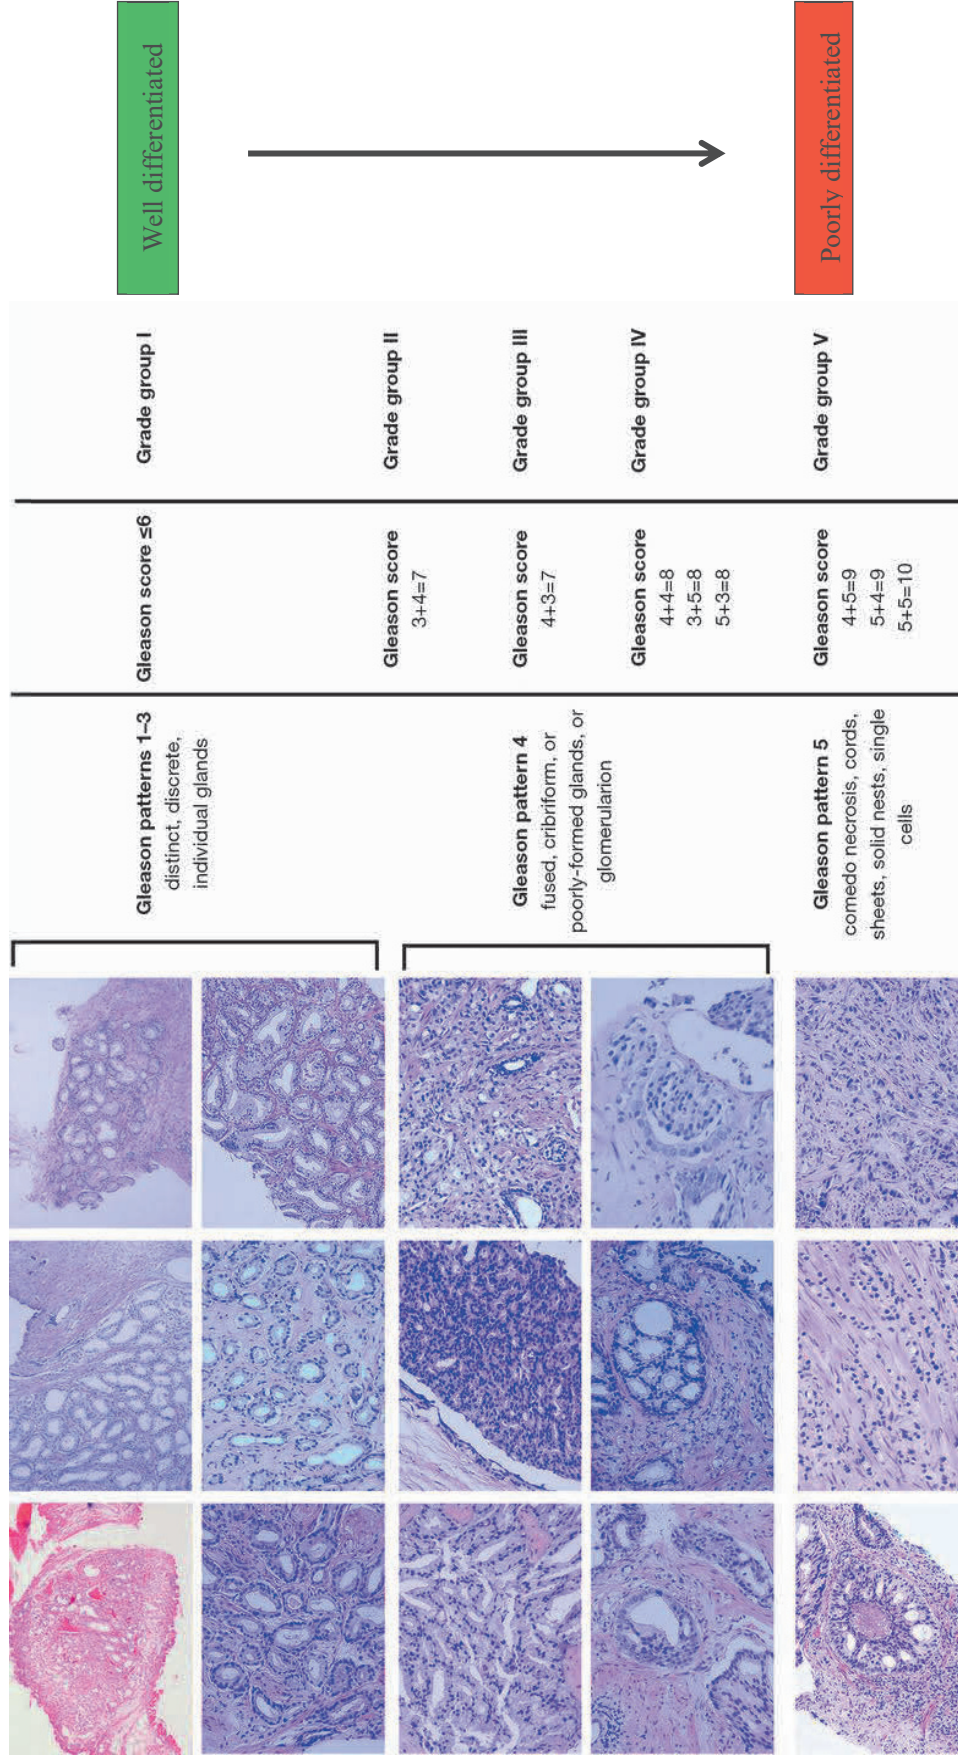 Well differentiated
Poorly differentiated
Grade group I
Grade group II
Grade group III
Grade group IV
Grade group V
Gleason score ≤6
Gleason score
3+4=7
Gleason score
4+3=7
Gleason score
4+4=8
3+5=8
5+3=8
Gleason score
4+5=9
5+4=9
5+5=10
Gleason patterns 1–3
distinct, discrete,
individual glands
Gleason pattern 4
fused, cribriform, or
poorly-formed glands, or
glomerularion
Gleason pattern 5
comedo necrosis, cords,
sheets, solid nests, single
cells